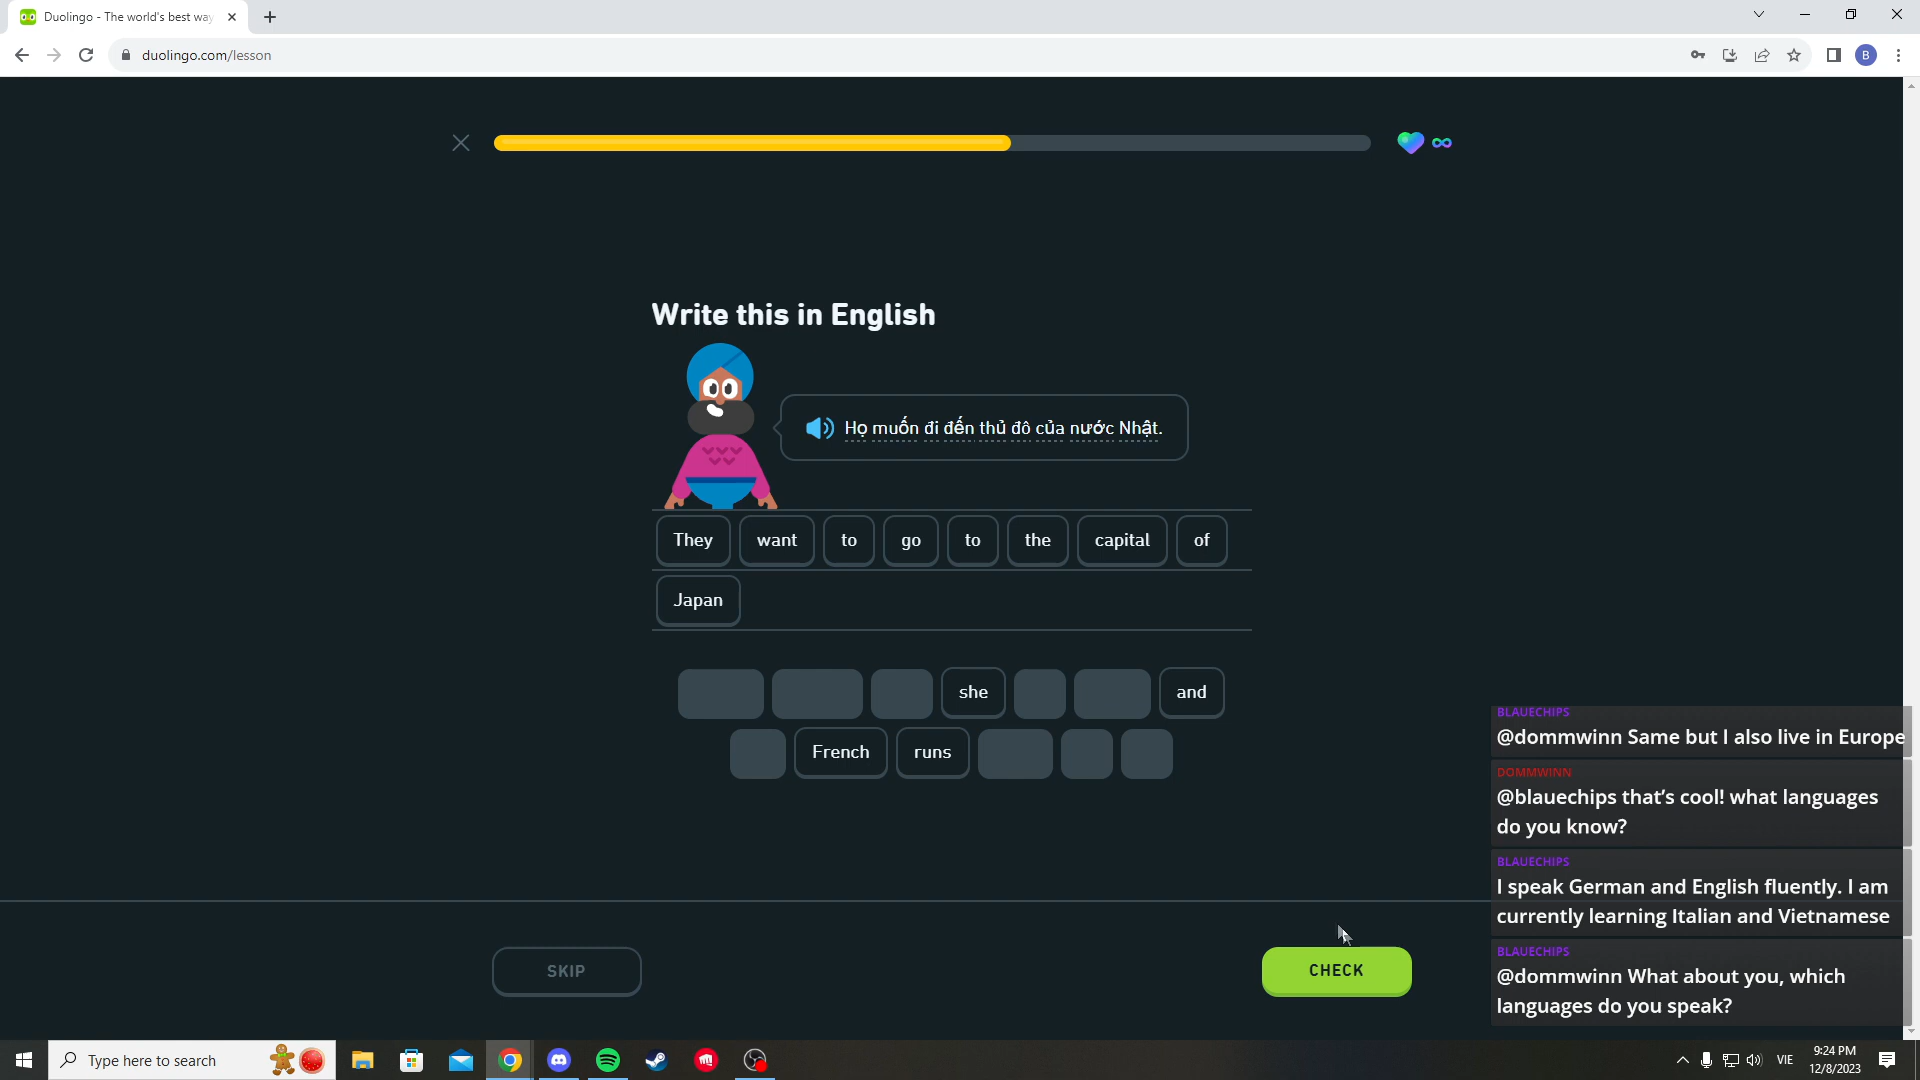 Duolingo - The world's best way
duolingo.com/lesson
B
Write this in English
Họ muốn đi đến thủ đô của nước Nhật.
They want to go to the capital of
Japan
she and
French runs
SKIP
CHECK
BLAUECHIPS
@dommwinn Same but I also live in Europe
DOMMWINN
@blauechips that's cool! what languages
do you know?
BLAUECHIPS
I speak German and English fluently. I am
currently learning Italian and Vietnamese
BLAUECHIPS
@dommwinn What about you, which
languages do you speak?
Type here to search
VIE
9:24 PM
12/8/2023